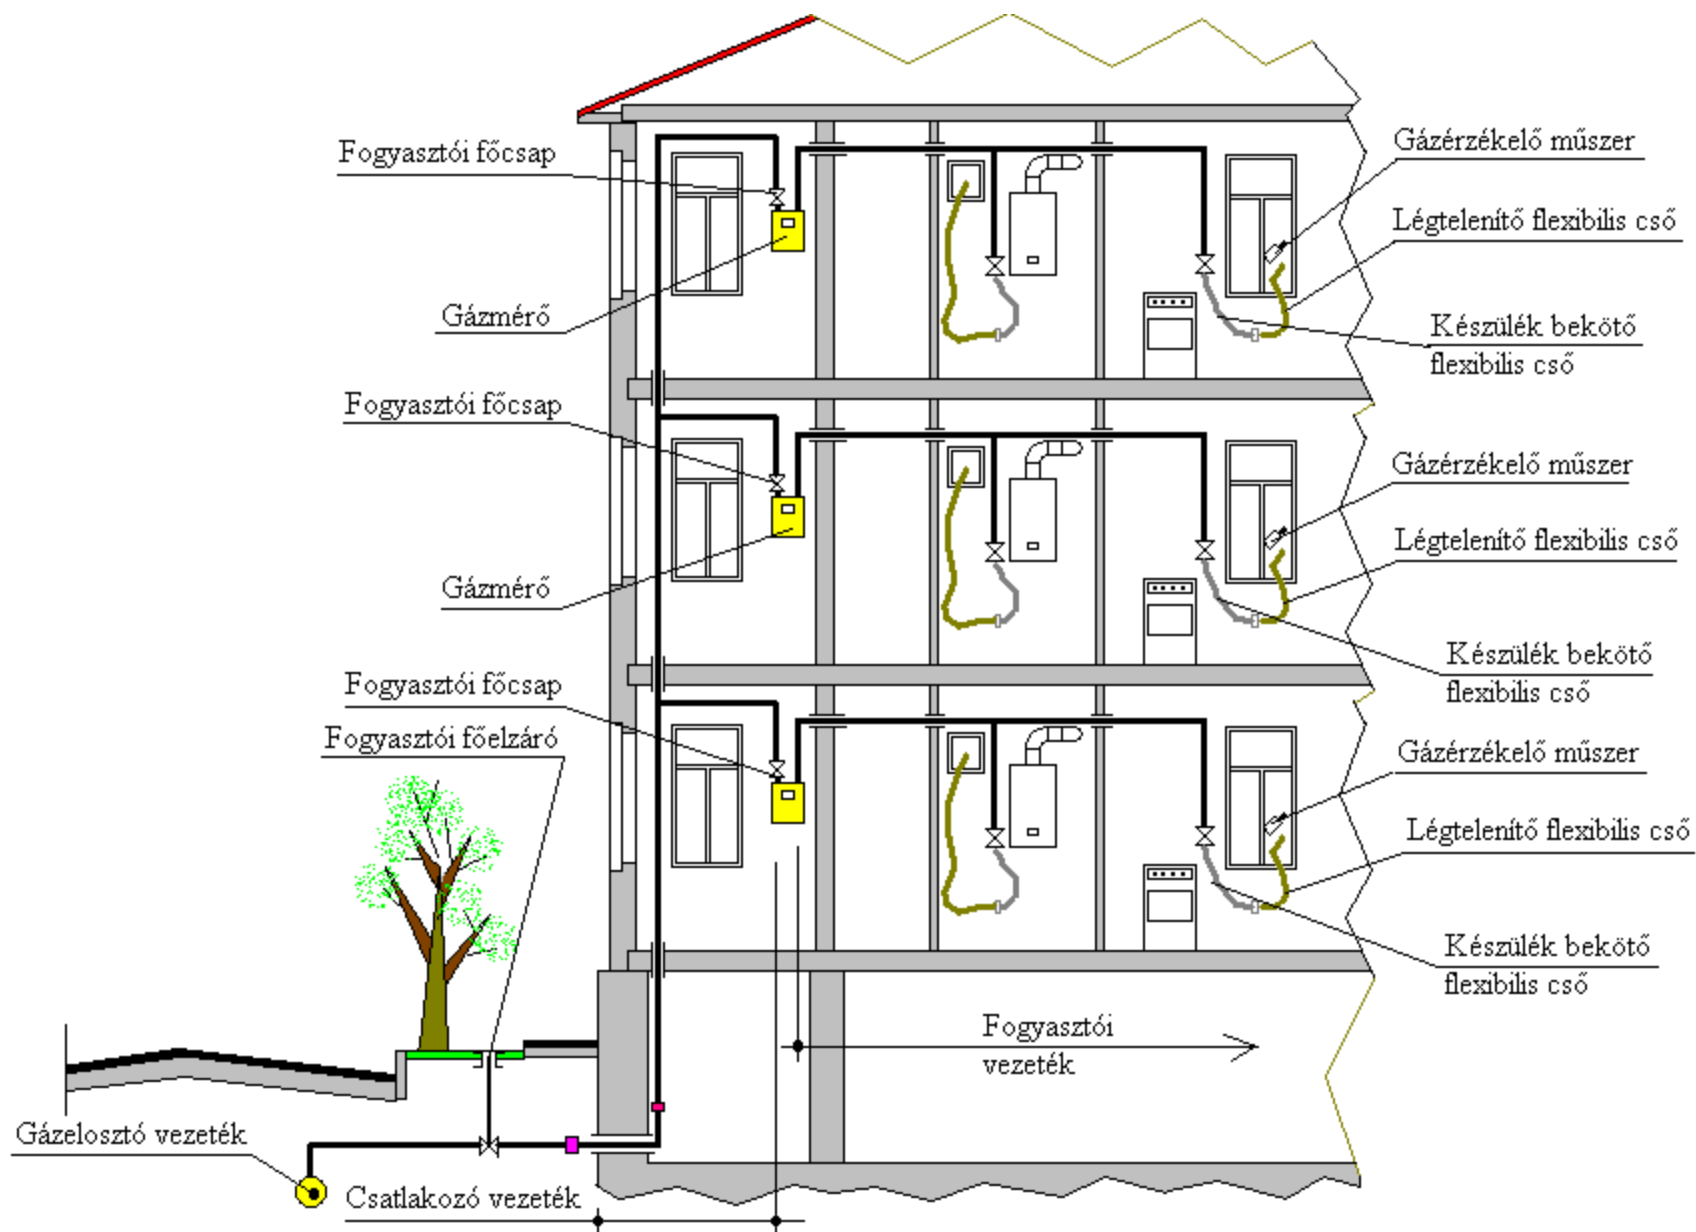 Fogyasztói főcsap
Gázérzékelő műszer
Légtelenítő flexibilis cső
Gázmérő
Készülék bekötő
flexibilis cső
Fogyasztói főcsap
Gázérzékelő műszer
Légtelenítő flexibilis cső
Gázmérő
Készülék bekötő
flexibilis cső
Fogyasztói főcsap
Fogyasztói főelzáró
Gázérzékelő műszer
Légtelenítő flexibilis cső
Készülék bekötő
flexibilis cső
Fogyasztói
vezeték
Gázelosztó vezeték
Csatlakozó vezeték